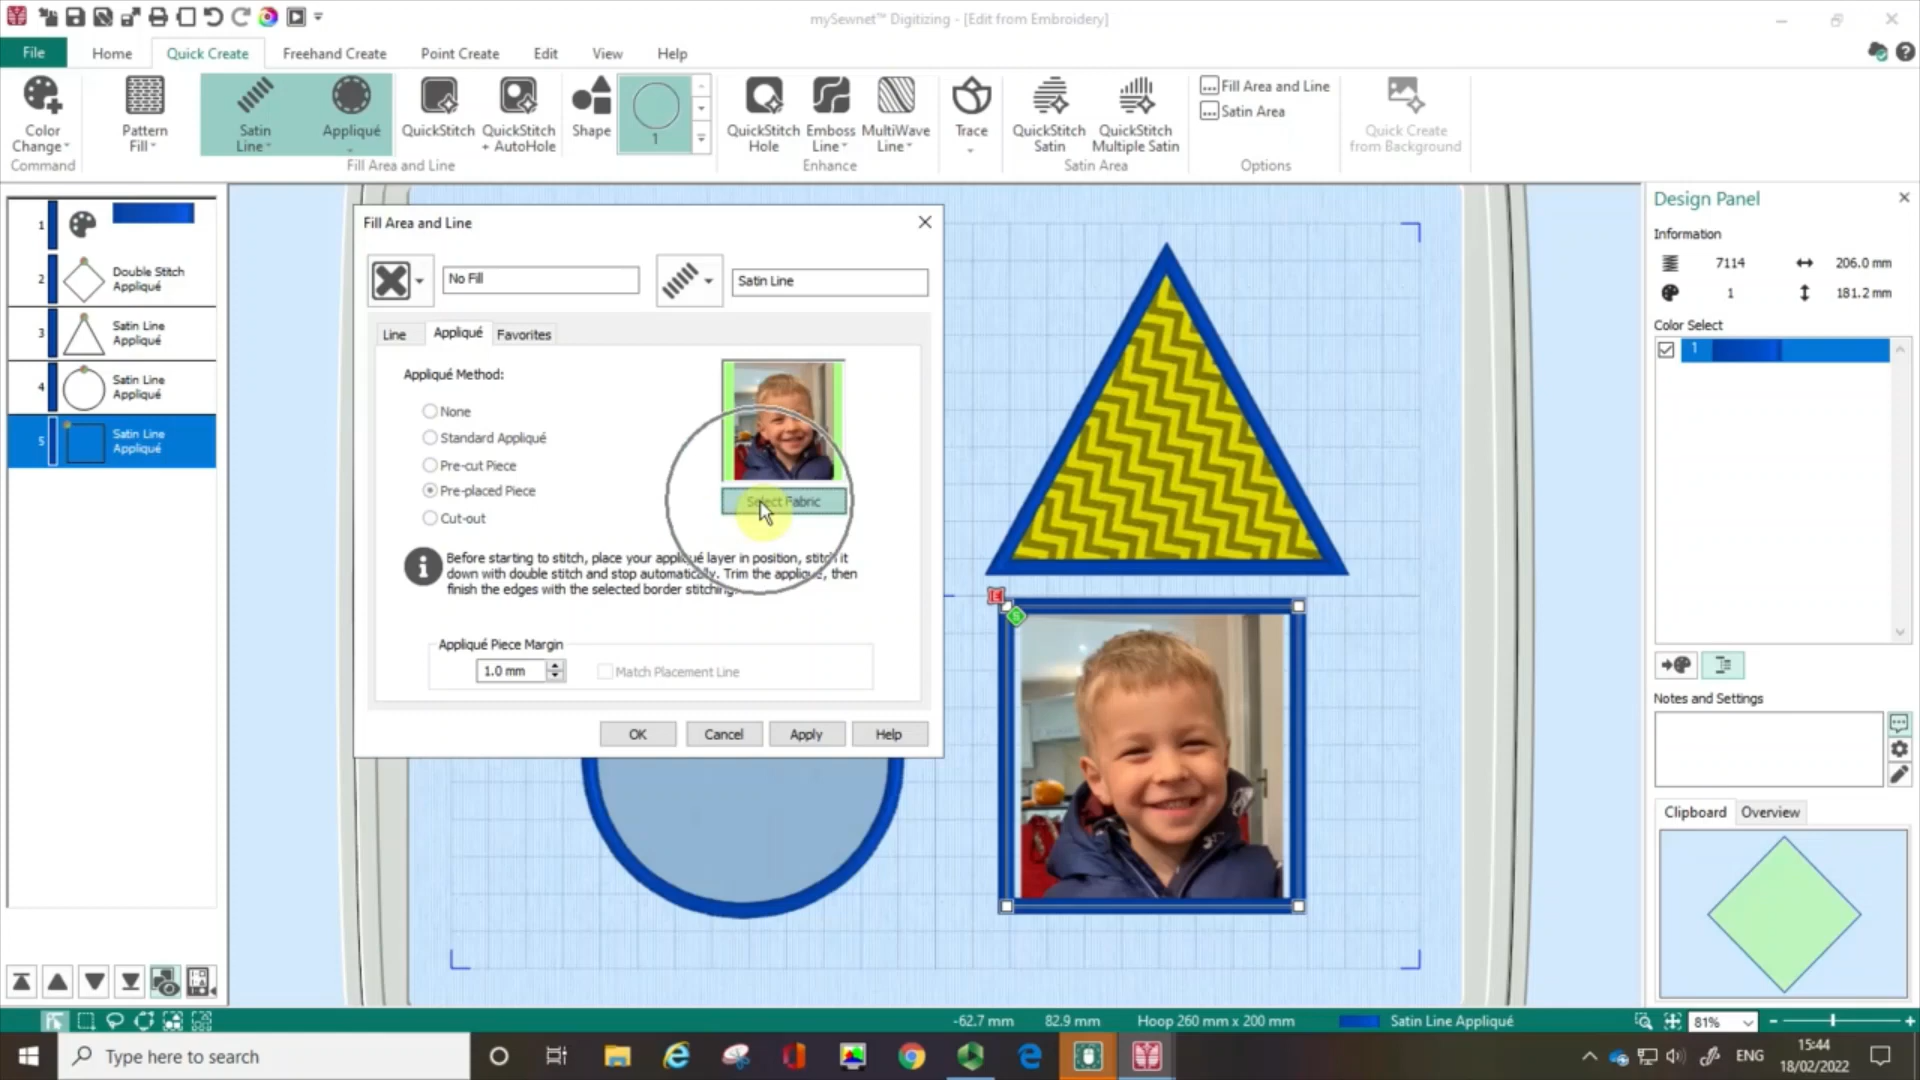 mySewnet™ Digitizing - [Edit from Embroidery]
File
Home
Quick Create
Freehand Create
Point Create
Edit
View
Help
Color
Change
Pattern
Fill
Satin
Line
Appliqué
QuickStitch
QuickStitch
+ AutoHole
Shape
1
QuickStitch
Hole
Emboss
Line
MultiWave
Line
Trace
QuickStitch
Satin
QuickStitch
Multiple Satin
Fill Area and Line
Satin Area
Quick Create
from Background
Command
Fill Area and Line
Enhance
Satin Area
Options
1
2
Double Stitch
Appliqué
3
Satin Line
Appliqué
4
Satin Line
Appliqué
5
Satin Line
Appliqué
Fill Area and Line
No Fill
Satin Line
Line
Appliqué
Favorites
Appliqué Method:
None
Standard Appliqué
Pre-cut Piece
Pre-placed Piece
Cut-out
Select Fabric
Before starting to stitch, place your appliqué layer in position, stitch it
down with double stitch and stop automatically. Trim the applique, then
finish the edges with the selected border stitching.
Appliqué Piece Margin
1.0 mm
Match Placement Line
OK
Cancel
Apply
Help
E
S
Design Panel
Information
7114
206.0 mm
1
181.2 mm
Color Select
1
Notes and Settings
Clipboard
Overview
-62.7 mm
82.9 mm
Hoop 260 mm x 200 mm
Satin Line Appliqué
81%
Type here to search
ENG
15:44
18/02/2022